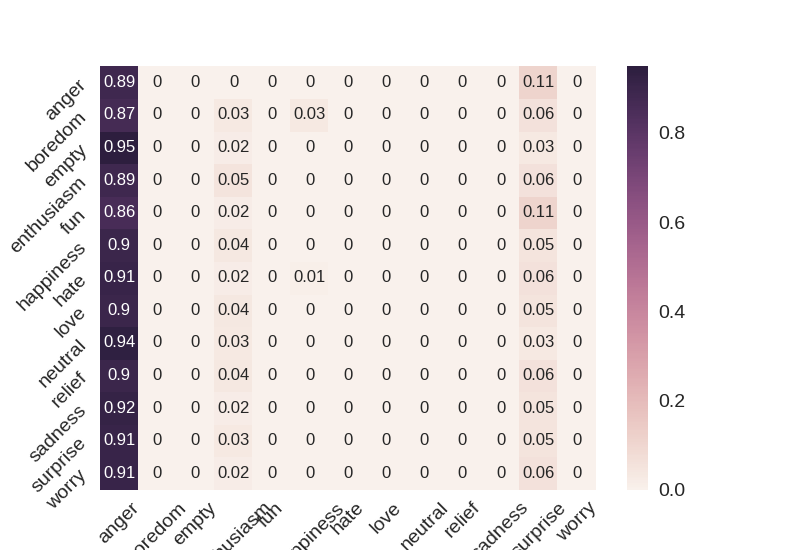 anger 0.89 0 0 0 0 0 0 0 0 0 0 0.11 0
boredom 0.87 0 0 0.03 0 0.03 0 0 0 0 0 0.06 0
empty 0.95 0 0 0.02 0 0 0 0 0 0 0 0.03 0
enthusiasm 0.89 0 0 0.05 0 0 0 0 0 0 0 0.06 0
fun 0.86 0 0 0.02 0 0 0 0 0 0 0 0.11 0
happiness 0.9 0 0 0.04 0 0 0 0 0 0 0 0.05 0
hate 0.91 0 0 0.02 0 0.01 0 0 0 0 0 0.06 0
love 0.9 0 0 0.04 0 0 0 0 0 0 0 0.05 0
neutral 0.94 0 0 0.03 0 0 0 0 0 0 0 0.03 0
relief 0.9 0 0 0.04 0 0 0 0 0 0 0 0.06 0
sadness 0.92 0 0 0.02 0 0 0 0 0 0 0 0.05 0
surprise 0.91 0 0 0.03 0 0 0 0 0 0 0 0.05 0
worry 0.91 0 0 0.02 0 0 0 0 0 0 0 0.06 0
anger oredom empty husiasm fun ppiness hate love neutral relief sadness surprise worry
0.8
0.6
0.4
0.2
0.0